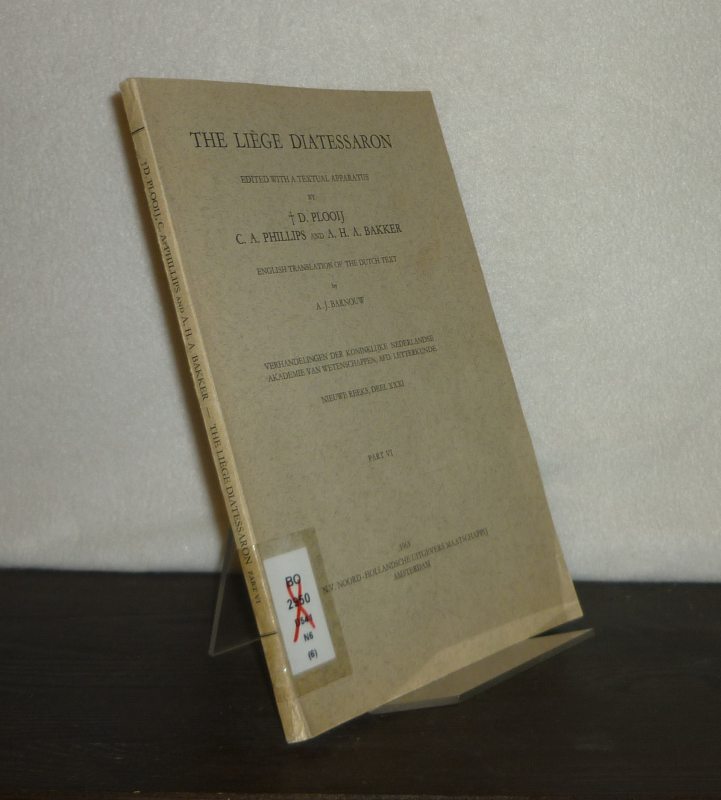 THE LIÈGE DIATESSARON
EDITED WITH A TEXTUAL APPARATUS
BY
† D. PLOOIJ
C. A. PHILLIPS AND A. H. A. BAKKER
ENGLISH TRANSLATION OF THE DUTCH TEXT
by
A. J. BARNOUW
VERHANDELINGEN DER KONINKLIJKE NEDERLANDSE
AKADEMIE VAN WETENSCHAPPEN, AFD. LETTERKUNDE
NIEUWE REEKS, DEEL XXXI
PART VI
N.V. NOORD-HOLLANDSCHE UITGEVERS MAATSCHAPPIJ
AMSTERDAM
† D. PLOOIJ, C. A. PHILLIPS AND A. H. A. BAKKER — THE LIÈGE DIATESSARON PART VI
BQ
2550
N6
(6)